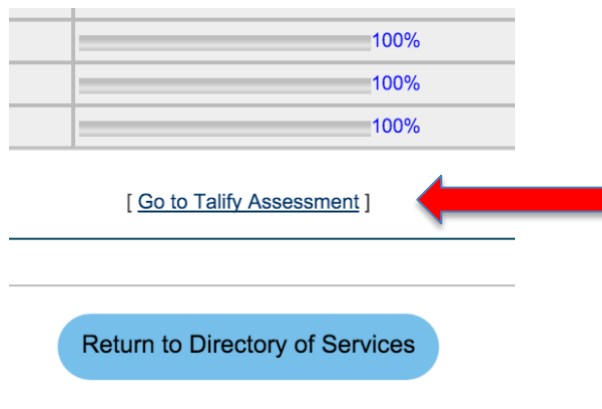 100%
100%
100%
[ Go to Talify Assessment ]
Return to Directory of Services